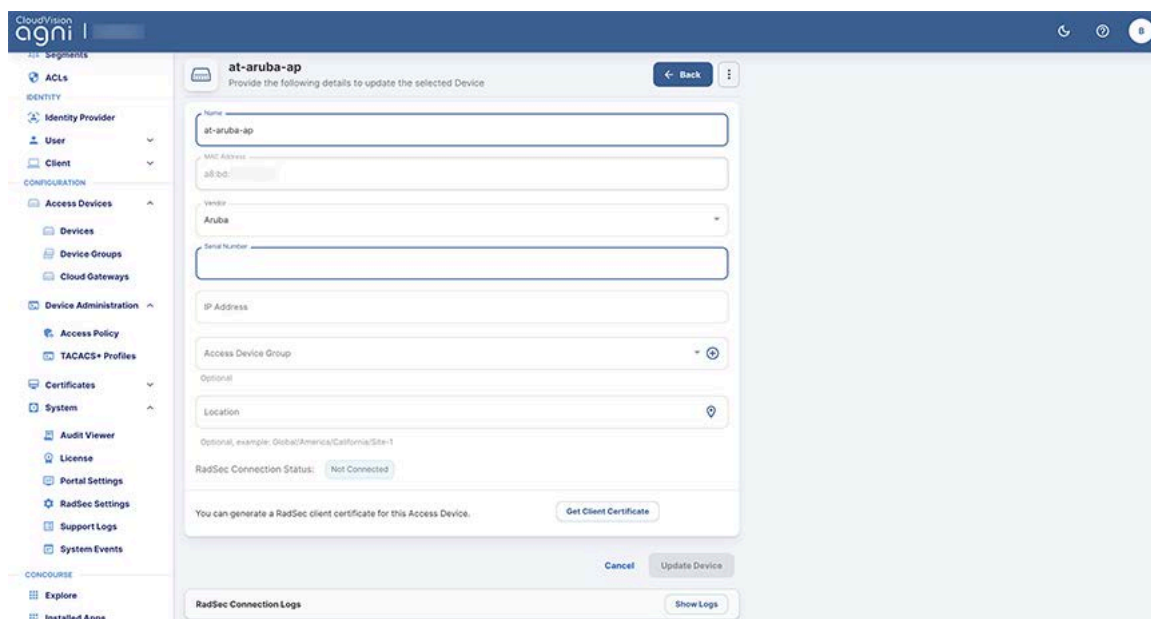 CloudVision
agni
Segments
ACLs
IDENTITY
Identity Provider
User
Client
CONFIGURATION
Access Devices
Devices
Device Groups
Cloud Gateways
Device Administration
Access Policy
TACACS+ Profiles
Certificates
System
Audit Viewer
License
Portal Settings
RadSec Settings
Support Logs
System Events
CONCOURSE
Explore
Installed Apps
B
at-aruba-ap
Provide the following details to update the selected Device
Back
Name
at-aruba-ap
MAC Address
a8:bd:
Vendor
Aruba
Serial Number
IP Address
Access Device Group
Optional
Location
Optional, example: Global/America/California/Site-1
RadSec Connection Status: Not Connected
You can generate a RadSec client certificate for this Access Device. Get Client Certificate
Cancel Update Device
RadSec Connection Logs Show Logs